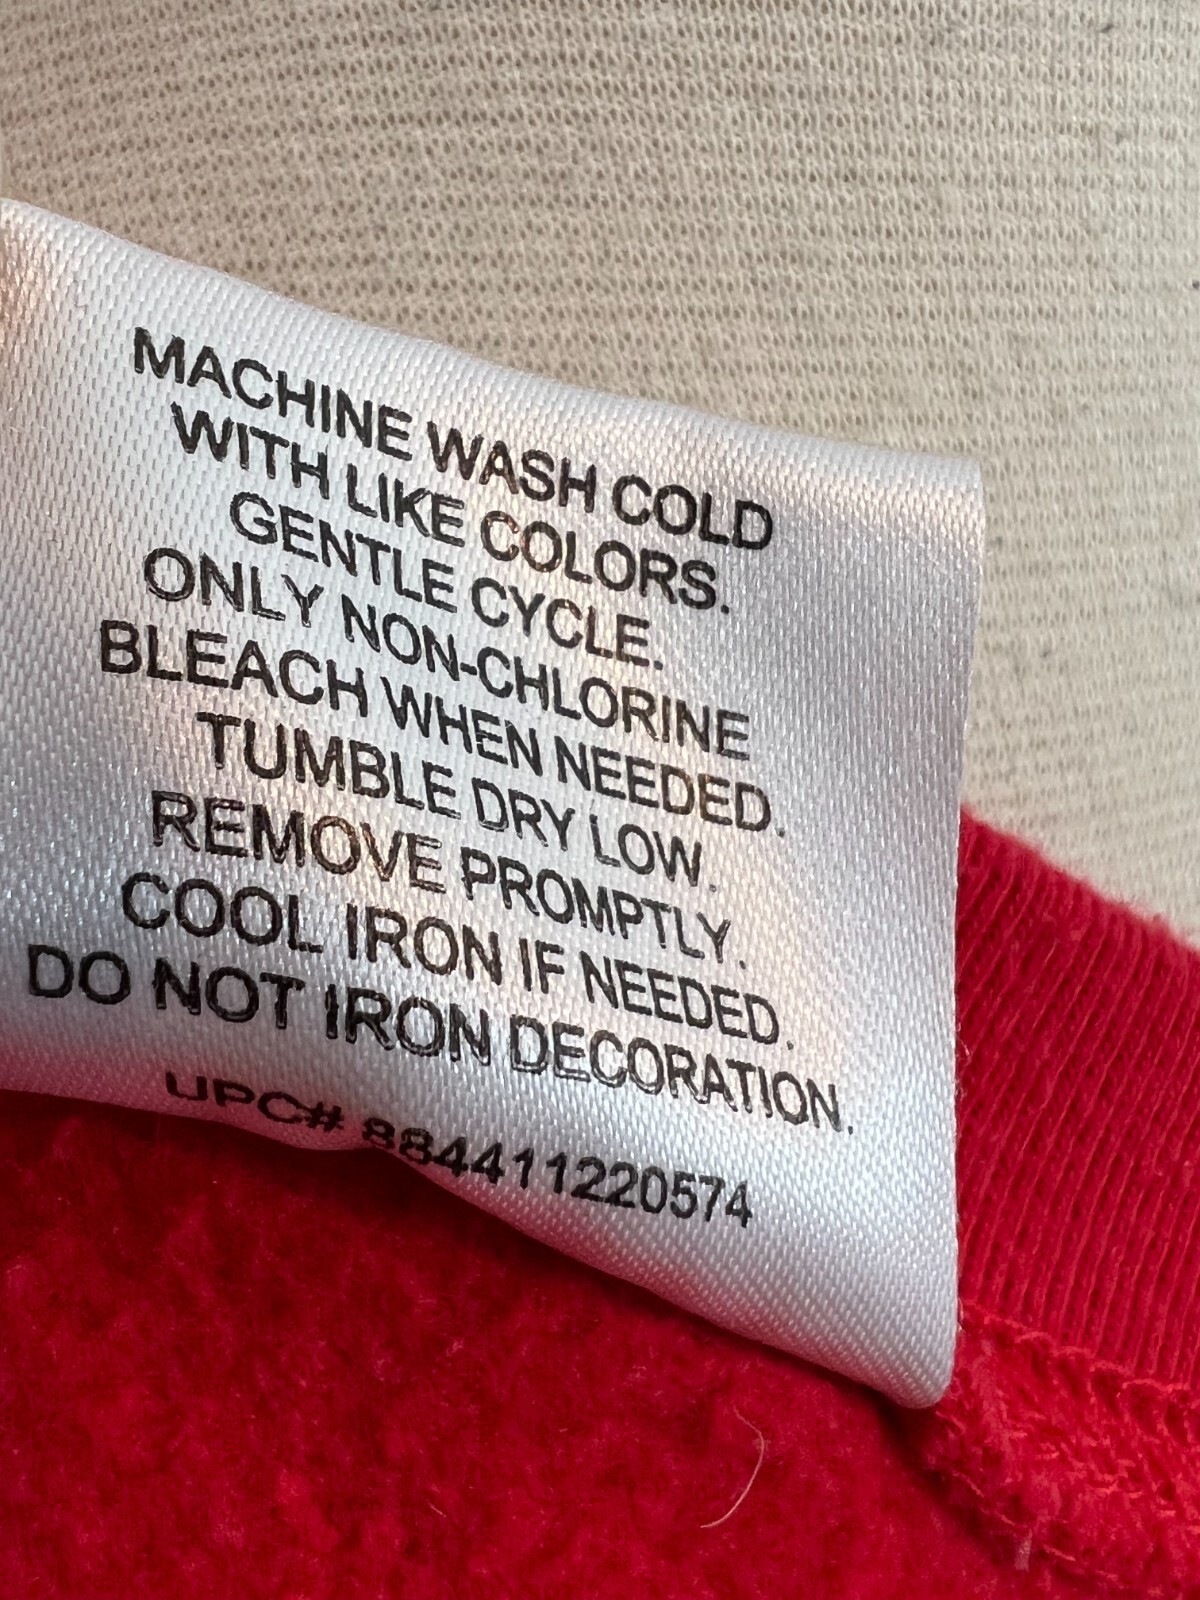 MACHINE WASH COLD
WITH LIKE COLORS.
GENTLE CYCLE.
ONLY NON-CHLORINE
BLEACH WHEN NEEDED.
TUMBLE DRY LOW.
REMOVE PROMPTLY.
COOL IRON IF NEEDED.
DO NOT IRON DECORATION.
UPC# 884411220574